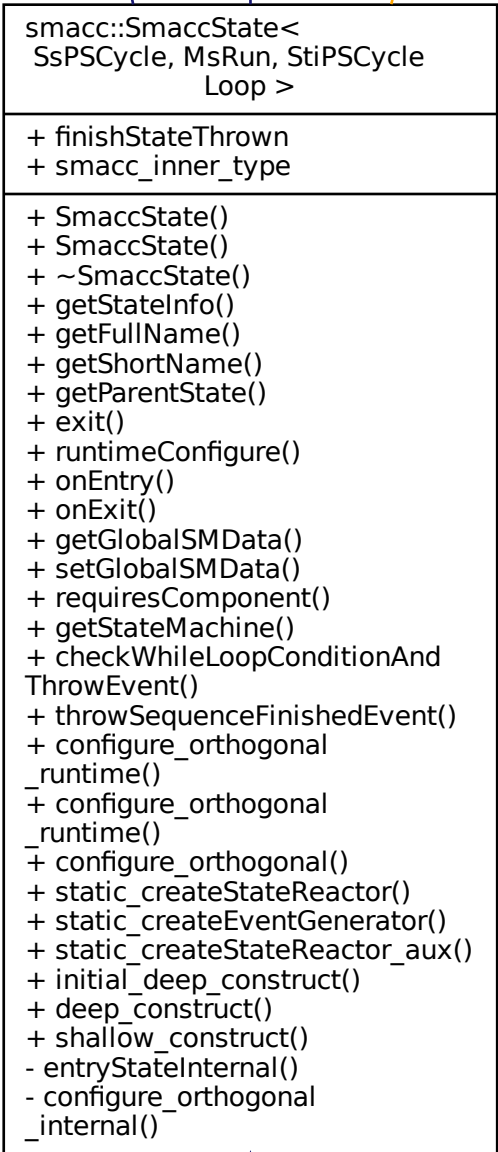 smacc::SmaccState<
SsPSCycle, MsRun, StiPSCycle
Loop >
+ finishStateThrown
+ smacc_inner_type
+ SmaccState()
+ SmaccState()
+ ~SmaccState()
+ getStateInfo()
+ getFullName()
+ getShortName()
+ getParentState()
+ exit()
+ runtimeConfigure()
+ onEntry()
+ onExit()
+ getGlobalSMData()
+ setGlobalSMData()
+ requiresComponent()
+ getStateMachine()
+ checkWhileLoopConditionAnd
ThrowEvent()
+ throwSequenceFinishedEvent()
+ configure_orthogonal
_runtime()
+ configure_orthogonal
_runtime()
+ configure_orthogonal()
+ static_createStateReactor()
+ static_createEventGenerator()
+ static_createStateReactor_aux()
+ initial_deep_construct()
+ deep_construct()
+ shallow_construct()
- entryStateInternal()
- configure_orthogonal
_internal()